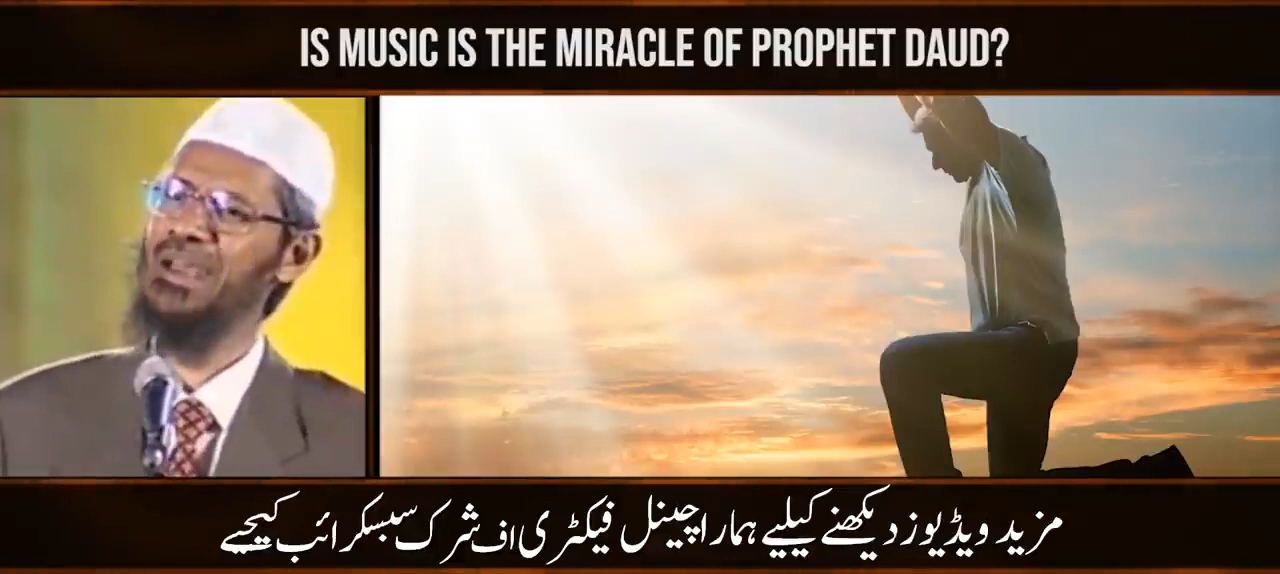 IS MUSIC IS THE MIRACLE OF PROPHET DAUD?
مزید ویڈیوز دیکھنے کیلیے ہمارا چینل فیکٹری اف شرک سبسکرائب کیجیے